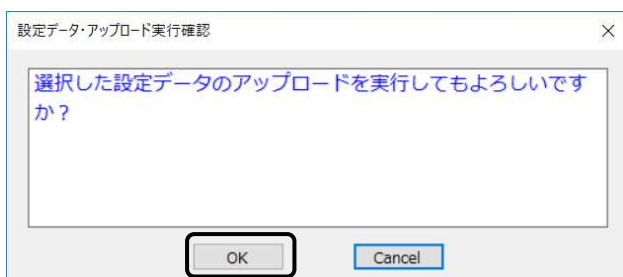 設定データ・アップロード実行確認
選択した設定データのアップロードを実行してもよろしいです
か？
OK
Cancel